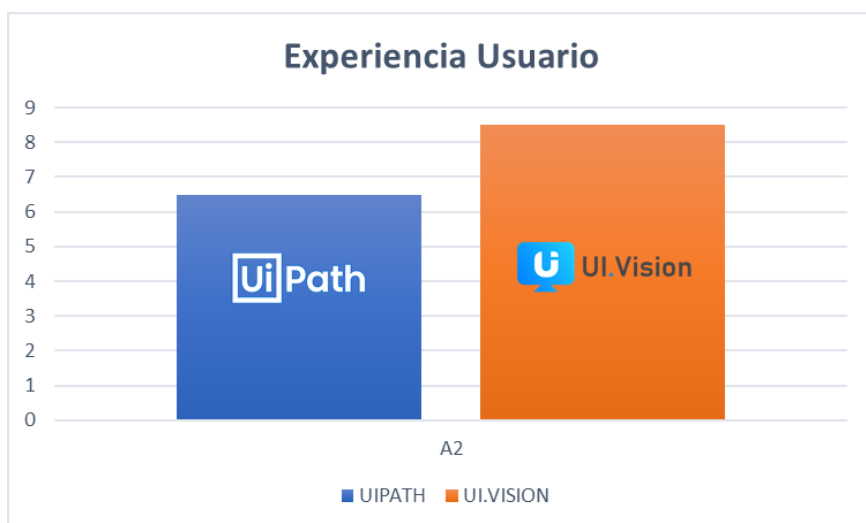 Experiencia Usuario
9
8
7
6
5
4
3
2
1
0
UiPath
UI.Vision
A2
UIPATH UI.VISION